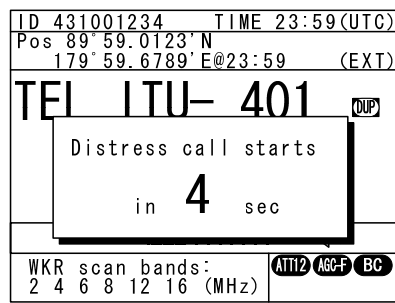 ID 431001234 TIME 23:59(UTC)
Pos 89°59.0123'N
179°59.6789'E@23:59 (EXT)
TEL ITU– 401 DUP
Distress call starts
in 4 sec
WKR scan bands:
2 4 6 8 12 16 (MHz)
ATT12 AGC-F BC